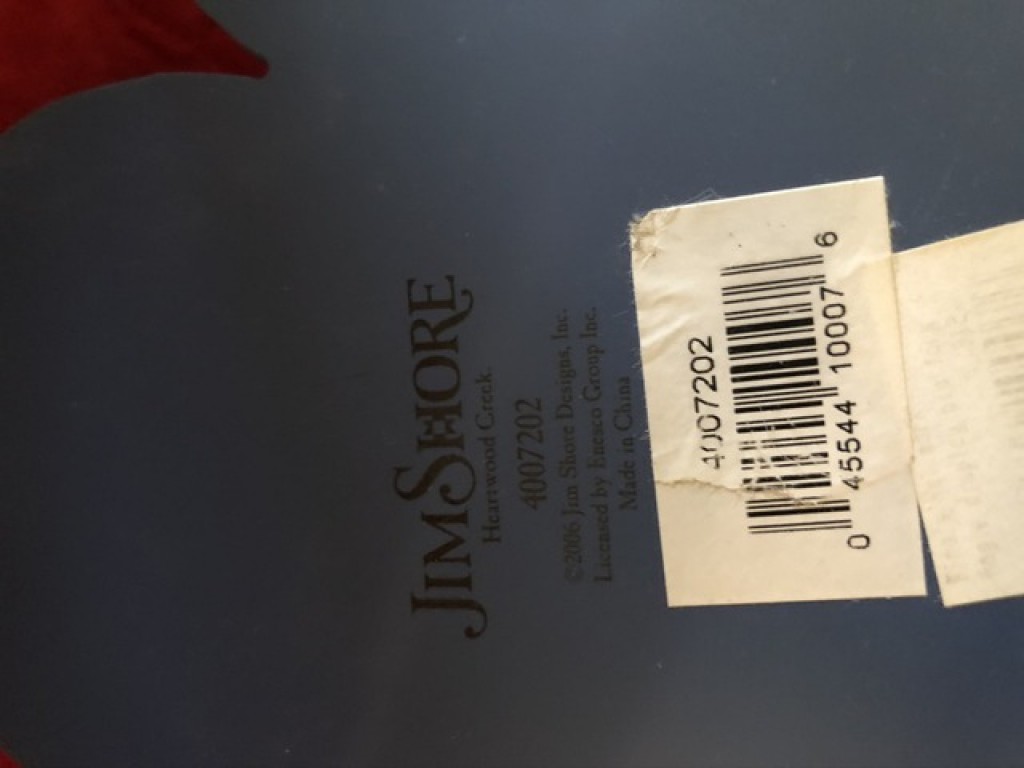 JIM SHORE
Heartwood Creek.
4007202
©2006 Jim Shore Designs, Inc.
Licensed by Enesco Group Inc.
Made in China
4007202
0 45544 10007 6